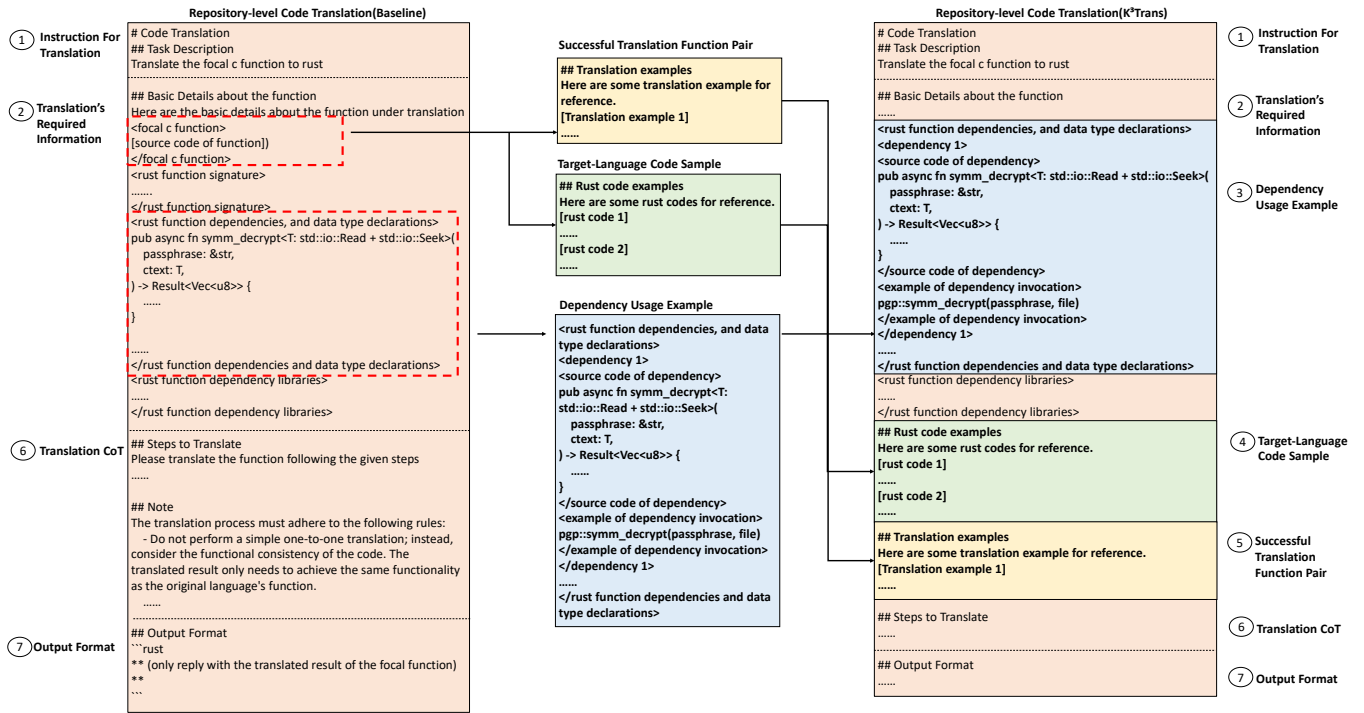 Repository-level Code Translation(Baseline)
1 Instruction For
Translation
# Code Translation
## Task Description
Translate the focal c function to rust
2 Translation's
Required
Information
## Basic Details about the function
Here are the basic details about the function under translation
<focal c function>
[source code of function])
</focal c function>
<rust function signature>
.......
</rust function signature>
<rust function dependencies, and data type declarations>
pub async fn symm_decrypt<T: std::io::Read + std::io::Seek>(
passphrase: &str,
ctext: T,
) -> Result<Vec<u8>> {
......
}
......
</rust function dependencies and data type declarations>
<rust function dependency libraries>
......
</rust function dependency libraries>
6 Translation CoT
## Steps to Translate
Please translate the function following the given steps
......
## Note
The translation process must adhere to the following rules:
- Do not perform a simple one-to-one translation; instead,
consider the functional consistency of the code. The
translated result only needs to achieve the same functionality
as the original language's function.
......
7 Output Format
## Output Format
```rust
** (only reply with the translated result of the focal function)
**
```
Successful Translation Function Pair
## Translation examples
Here are some translation example for
reference.
[Translation example 1]
......
Target-Language Code Sample
## Rust code examples
Here are some rust codes for reference.
[rust code 1]
......
[rust code 2]
......
Dependency Usage Example
<rust function dependencies, and data
type declarations>
<dependency 1>
<source code of dependency>
pub async fn symm_decrypt<T:
std::io::Read + std::io::Seek>(
passphrase: &str,
ctext: T,
) -> Result<Vec<u8>> {
......
}
</source code of dependency>
<example of dependency invocation>
pgp::symm_decrypt(passphrase, file)
</example of dependency invocation>
</dependency 1>
......
</rust function dependencies and data
type declarations>
Repository-level Code Translation(K³Trans)
# Code Translation
## Task Description
Translate the focal c function to rust
1 Instruction For
Translation
## Basic Details about the function
......
2 Translation's
Required
Information
<rust function dependencies, and data type declarations>
<dependency 1>
<source code of dependency>
pub async fn symm_decrypt<T: std::io::Read + std::io::Seek>(
passphrase: &str,
ctext: T,
) -> Result<Vec<u8>> {
......
}
</source code of dependency>
<example of dependency invocation>
pgp::symm_decrypt(passphrase, file)
</example of dependency invocation>
</dependency 1>
......
</rust function dependencies and data type declarations>
3 Dependency
Usage Example
<rust function dependency libraries>
......
</rust function dependency libraries>
## Rust code examples
Here are some rust codes for reference.
[rust code 1]
......
[rust code 2]
......
4 Target-Language
Code Sample
## Translation examples
Here are some translation example for reference.
[Translation example 1]
......
5 Successful
Translation
Function Pair
## Steps to Translate
......
6 Translation CoT
## Output Format
......
7 Output Format